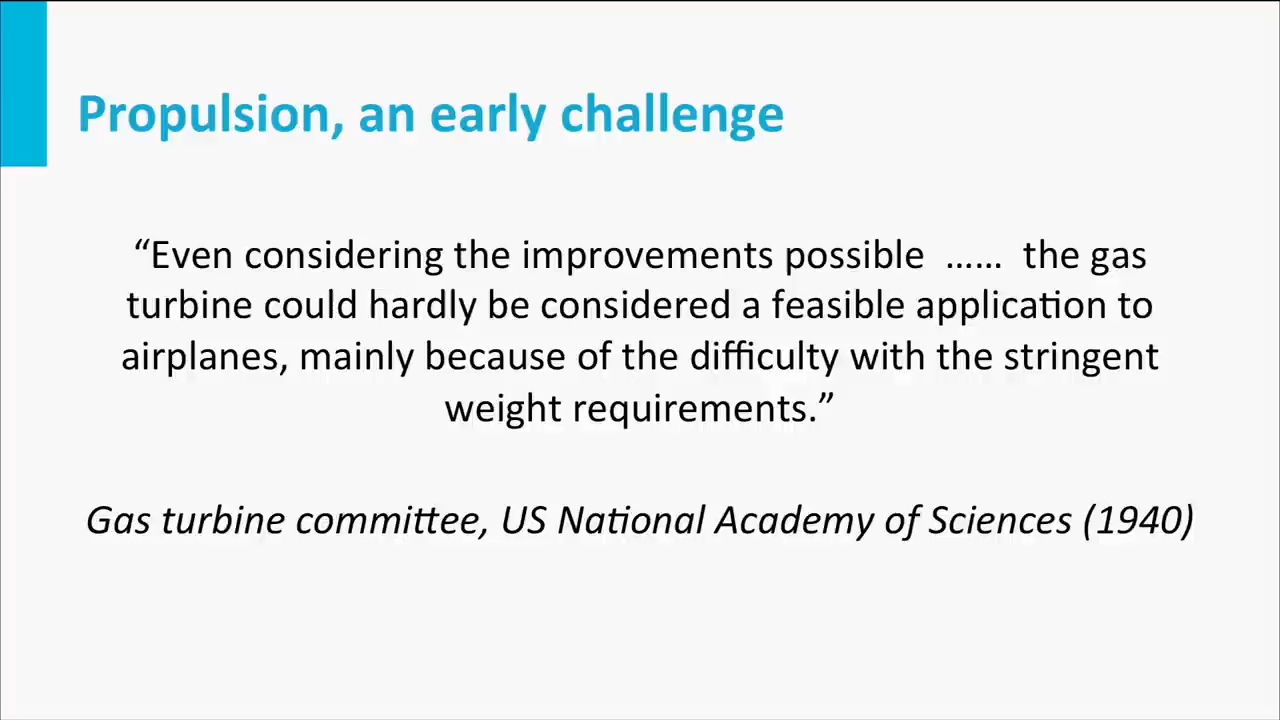 Propulsion, an early challenge
“Even considering the improvements possible …… the gas
turbine could hardly be considered a feasible application to
airplanes, mainly because of the difficulty with the stringent
weight requirements.”
Gas turbine committee, US National Academy of Sciences (1940)